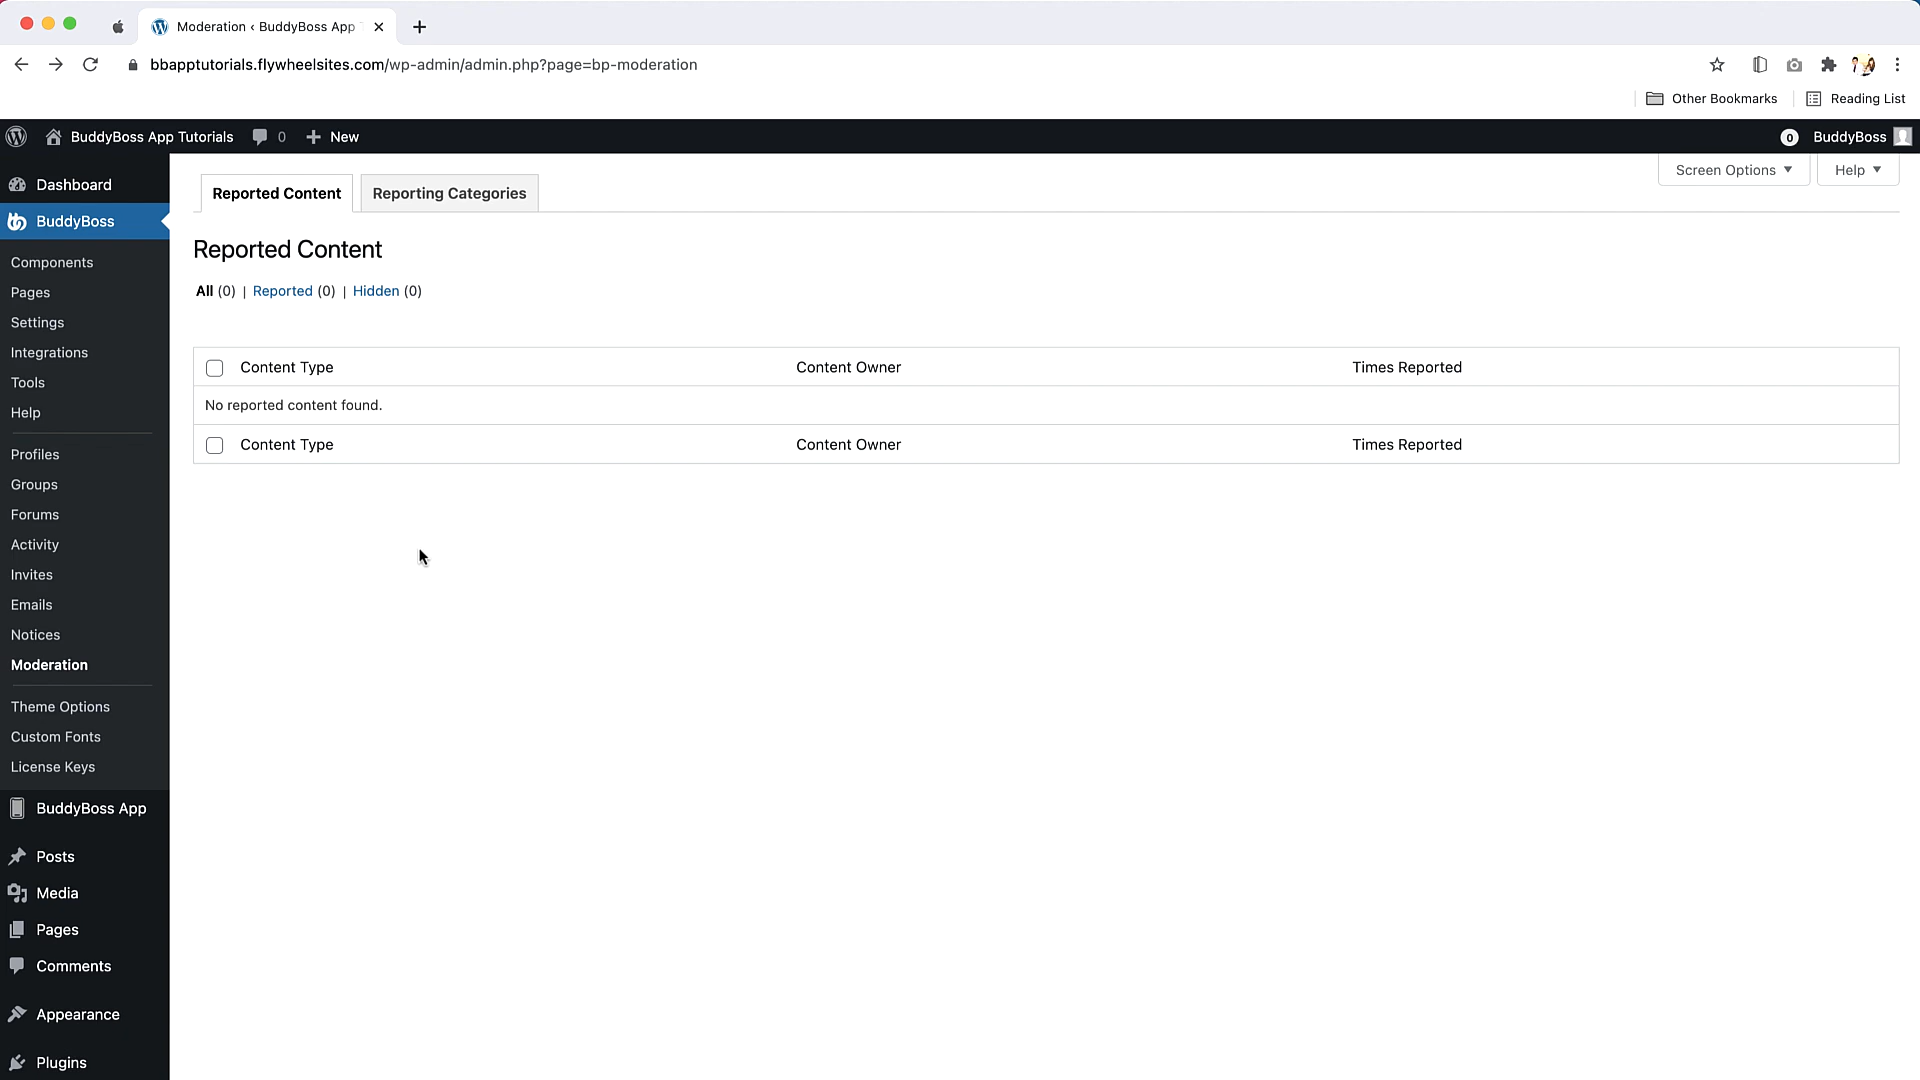 Moderation ‹ BuddyBoss App
bbapptutorials.flywheelsites.com/wp-admin/admin.php?page=bp-moderation
Other Bookmarks
Reading List
BuddyBoss App Tutorials
0
New
0
BuddyBoss
Dashboard
BuddyBoss
Components
Pages
Settings
Integrations
Tools
Help
Profiles
Groups
Forums
Activity
Invites
Emails
Notices
Moderation
Theme Options
Custom Fonts
License Keys
BuddyBoss App
Posts
Media
Pages
Comments
Appearance
Plugins
Screen Options
Help
Reported Content
Reporting Categories
Reported Content
All (0) | Reported (0) | Hidden (0)
Content Type Content Owner Times Reported
No reported content found.
Content Type Content Owner Times Reported